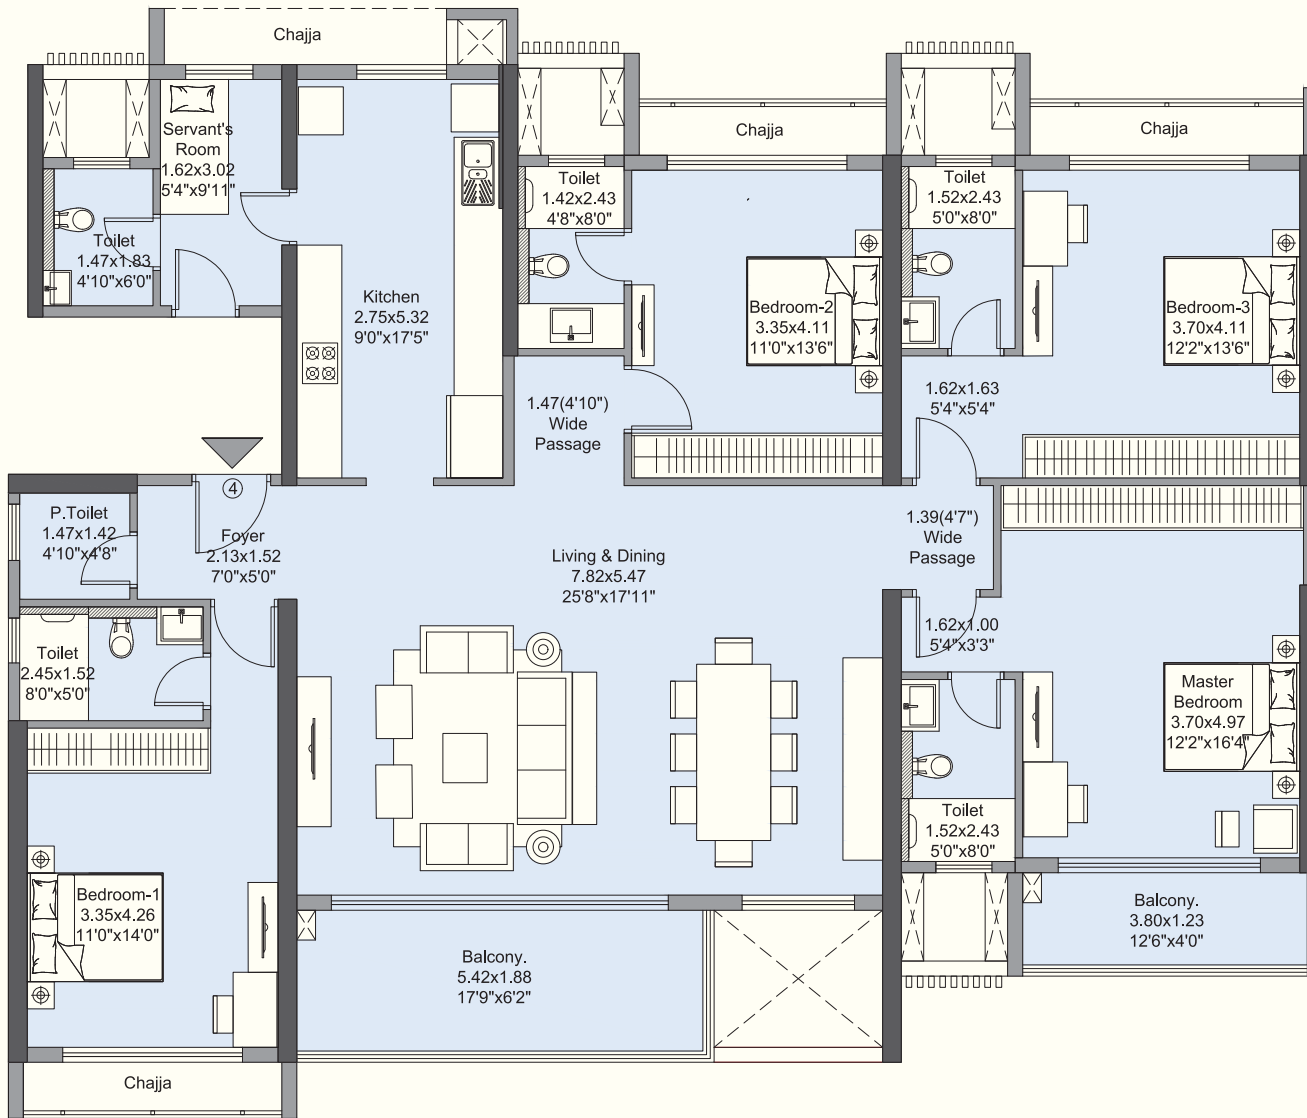 Chajja
Servant's
Room
1.62x3.02
5'4"x9'11"
Toilet
1.47x1.83
4'10"x6'0"
Kitchen
2.75x5.32
9'0"x17'5"
Toilet
1.42x2.43
4'8"x8'0"
Chajja
Bedroom-2
3.35x4.11
11'0"x13'6"
1.47(4'10")
Wide
Passage
Toilet
1.52x2.43
5'0"x8'0"
Chajja
Bedroom-3
3.70x4.11
12'2"x13'6"
1.62x1.63
5'4"x5'4"
4
P.Toilet
1.47x1.42
4'10"x4'8"
Foyer
2.13x1.52
7'0"x5'0"
Living & Dining
7.82x5.47
25'8"x17'11"
1.39(4'7")
Wide
Passage
1.62x1.00
5'4"x3'3"
Toilet
2.45x1.52
8'0"x5'0"
Master
Bedroom
3.70x4.97
12'2"x16'4"
Toilet
1.52x2.43
5'0"x8'0"
Bedroom-1
3.35x4.26
11'0"x14'0"
Balcony.
5.42x1.88
17'9"x6'2"
Balcony.
3.80x1.23
12'6"x4'0"
Chajja